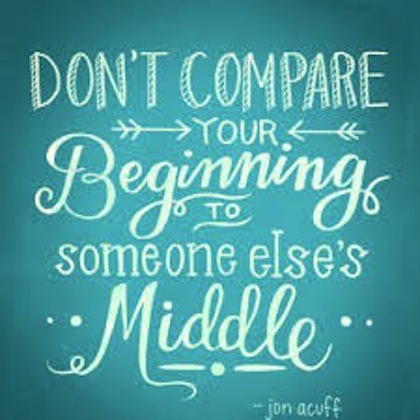 DON'T COMPARE
YOUR
Beginning
TO
someone else's
Middle
- jon acuff